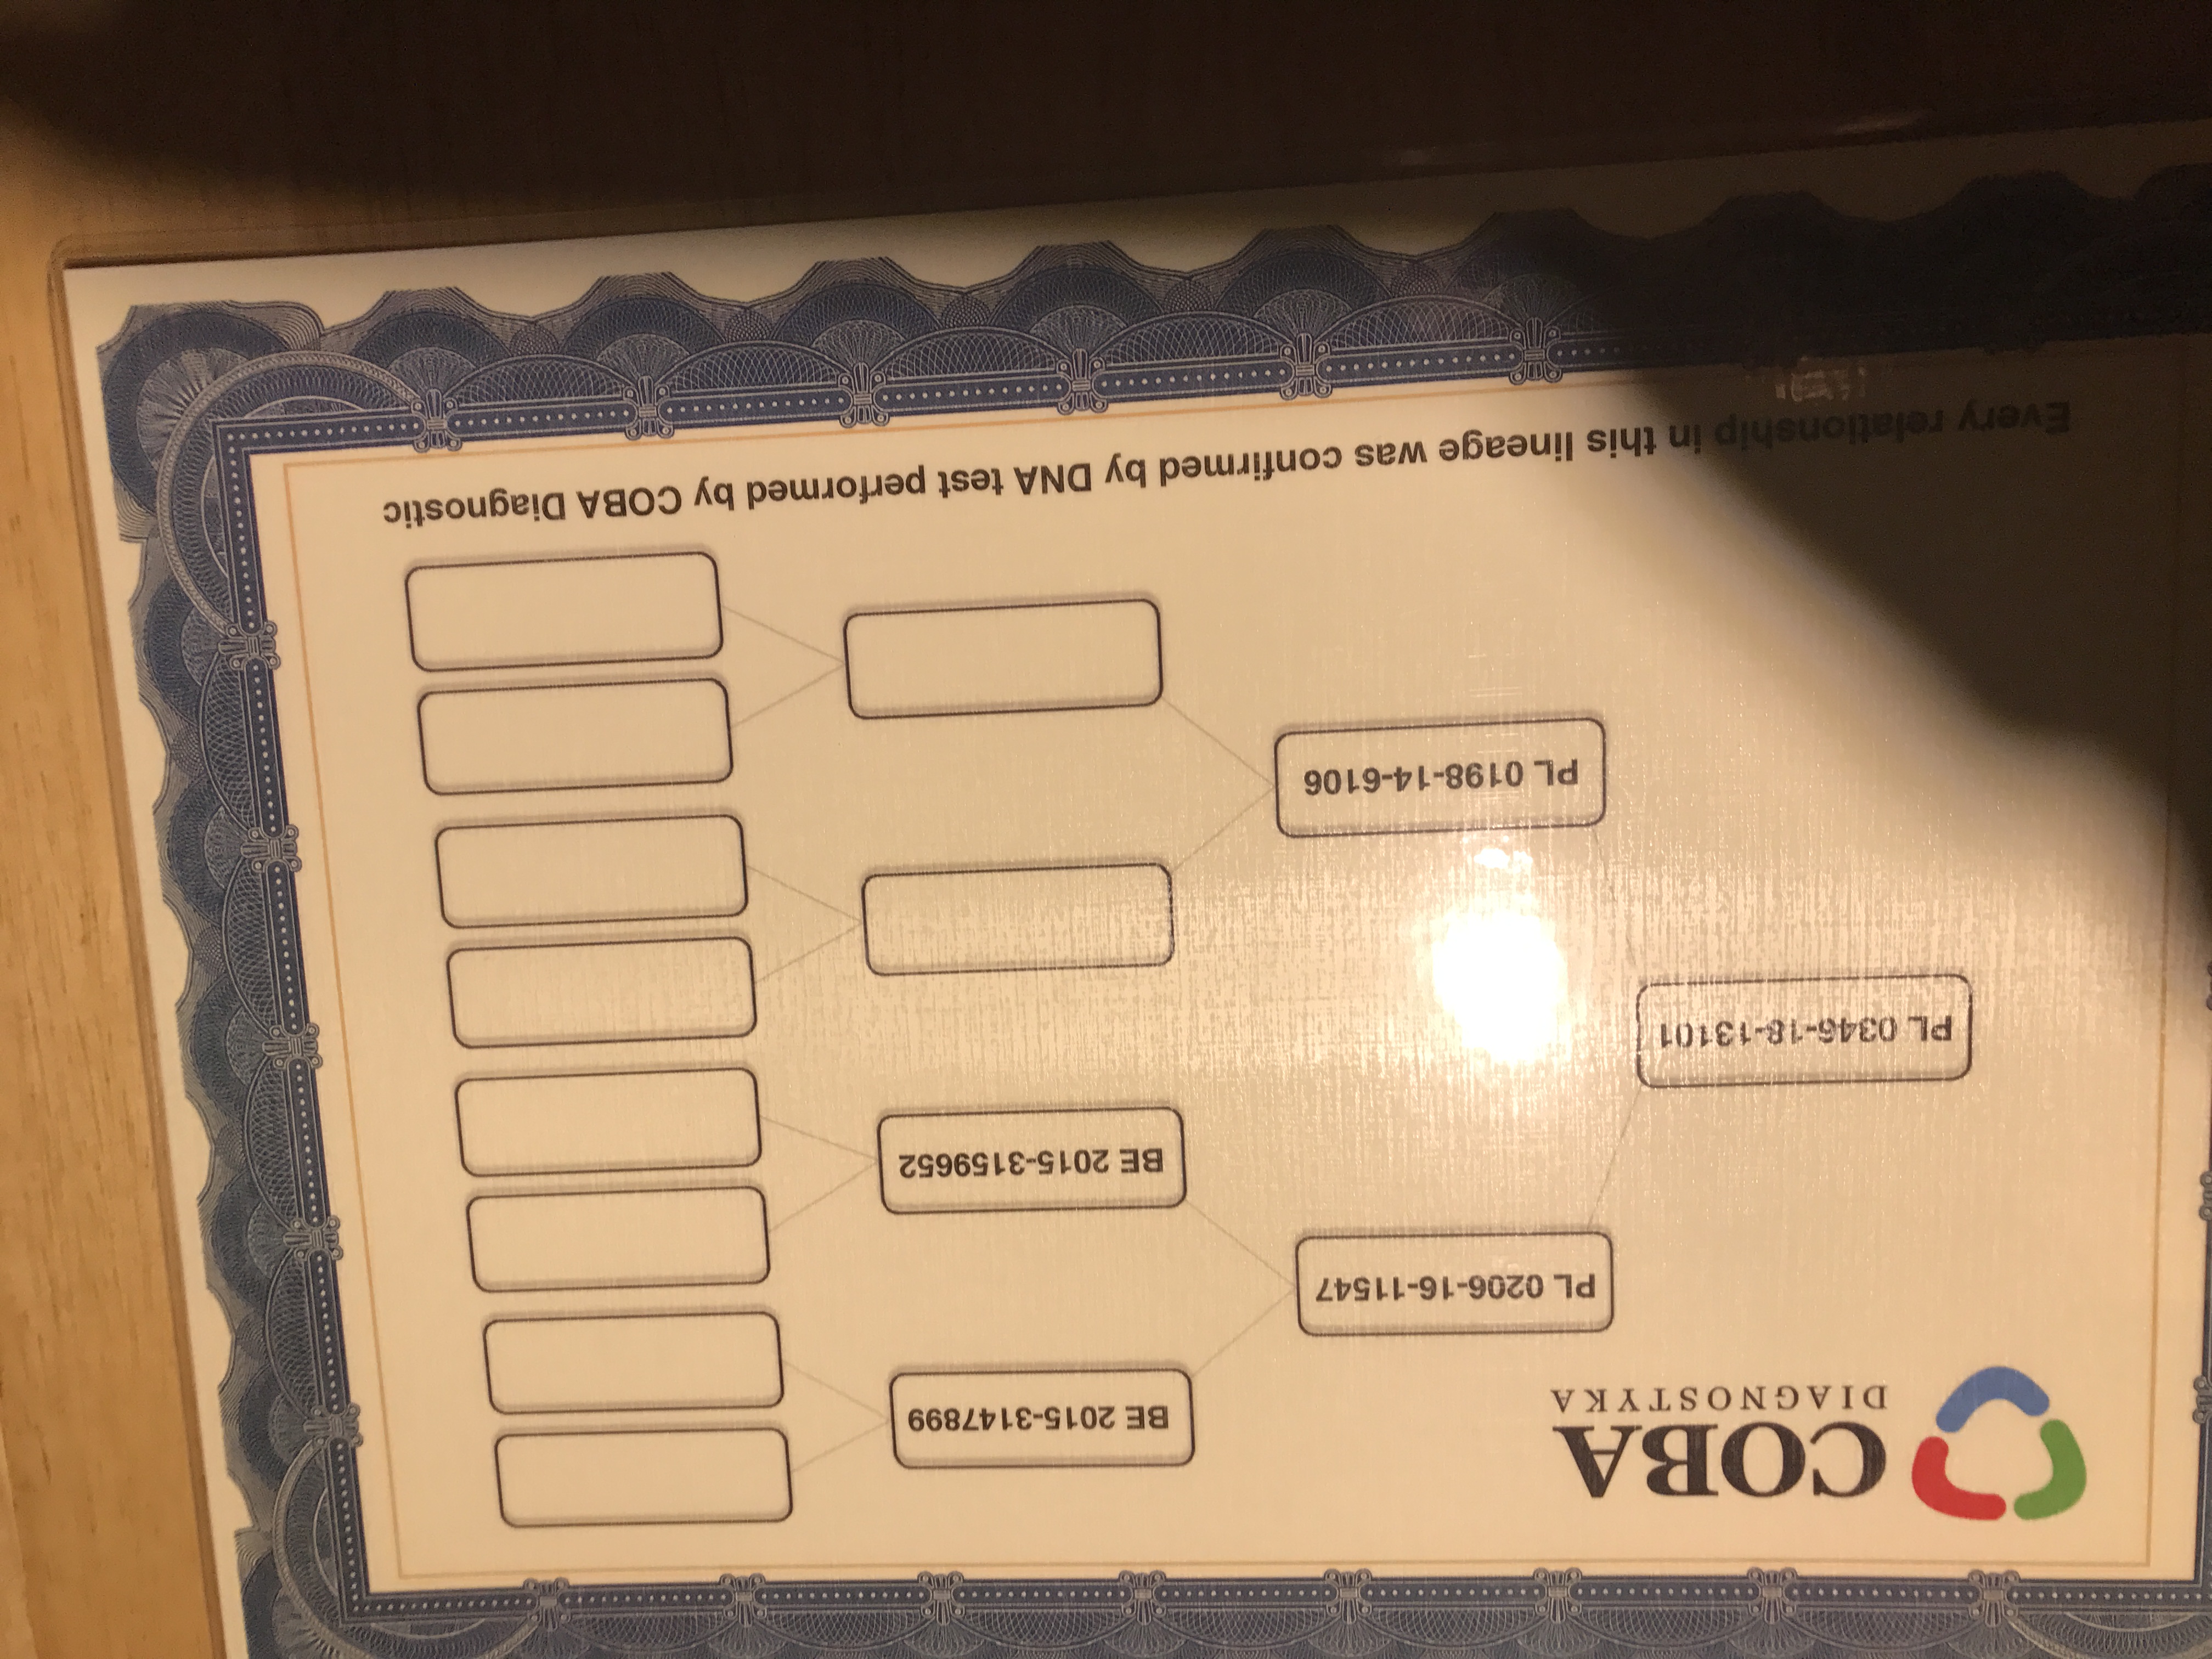 COBA
DIAGNOSTYKA
BE 2015-3147899
PL 0206-16-11547
BE 2015-3159652
PL 0346-18-13101
PL 0198-14-6106
Every relationship in this lineage was confirmed by DNA test performed by COBA Diagnostic